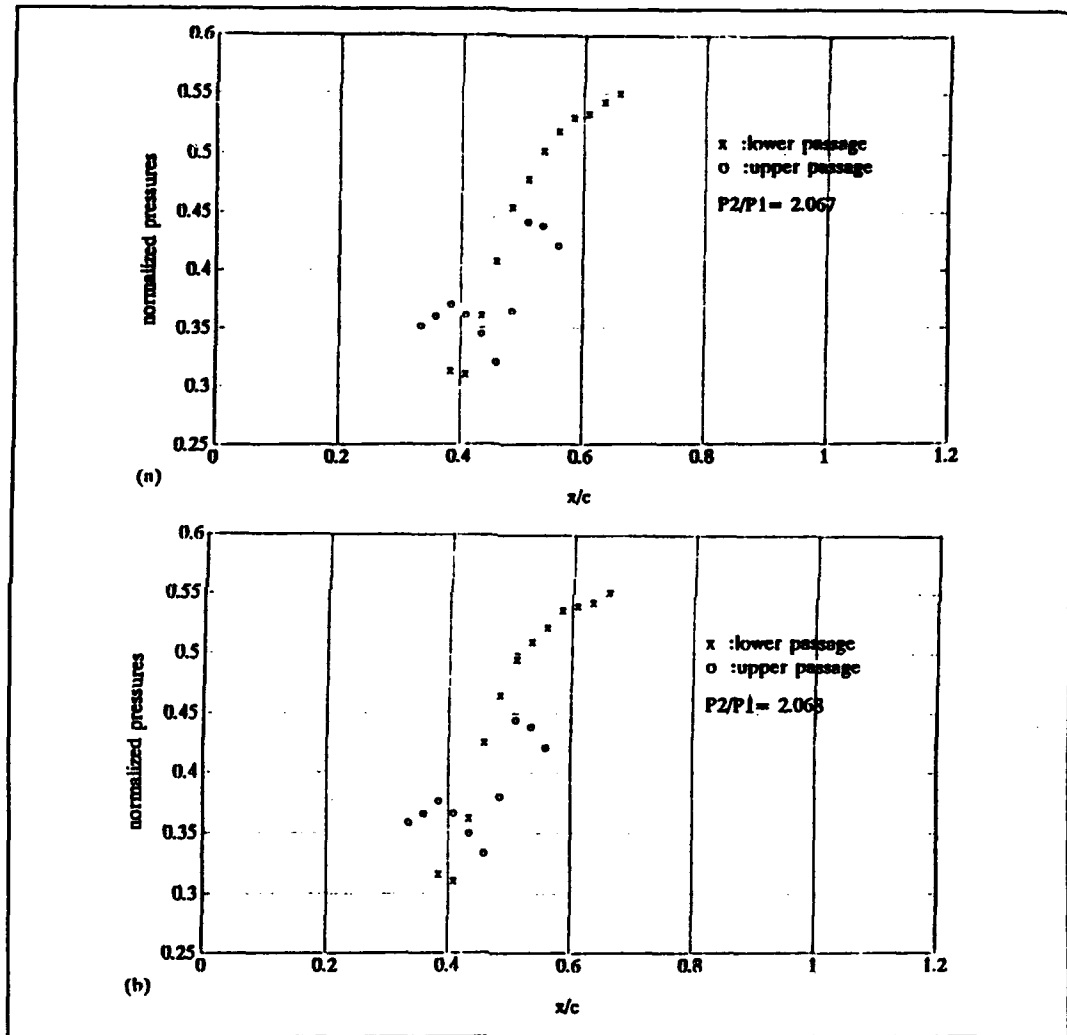 0.6
0.55
0.5
0.45
0.4
0.35
0.3
0.25
normalized pressures
x :lower passage
o :upper passage
P2/P1= 2.067
0 0.2 0.4 0.6 0.8 1 1.2
(a)
x/c
0.6
0.55
0.5
0.45
0.4
0.35
0.3
0.25
normalized pressures
x :lower passage
o :upper passage
P2/P1= 2.068
0 0.2 0.4 0.6 0.8 1 1.2
(b)
x/c